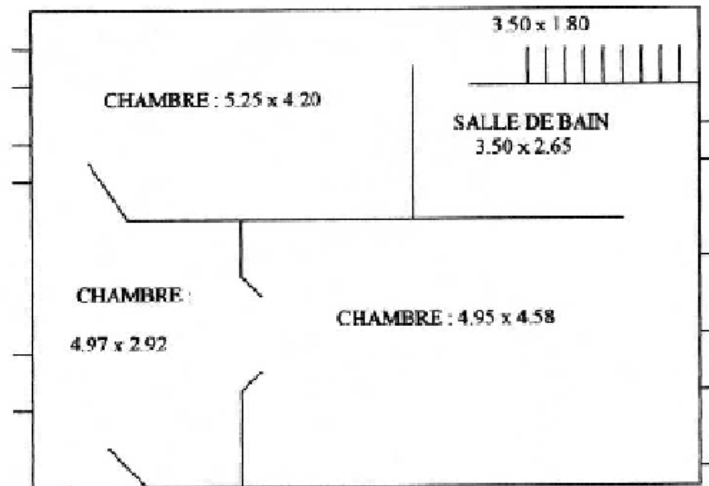 3.50 x 1.80
CHAMBRE : 5.25 x 4.20
SALLE DE BAIN
3.50 x 2.65
CHAMBRE :
4.97 x 2.92
CHAMBRE : 4.95 x 4.58